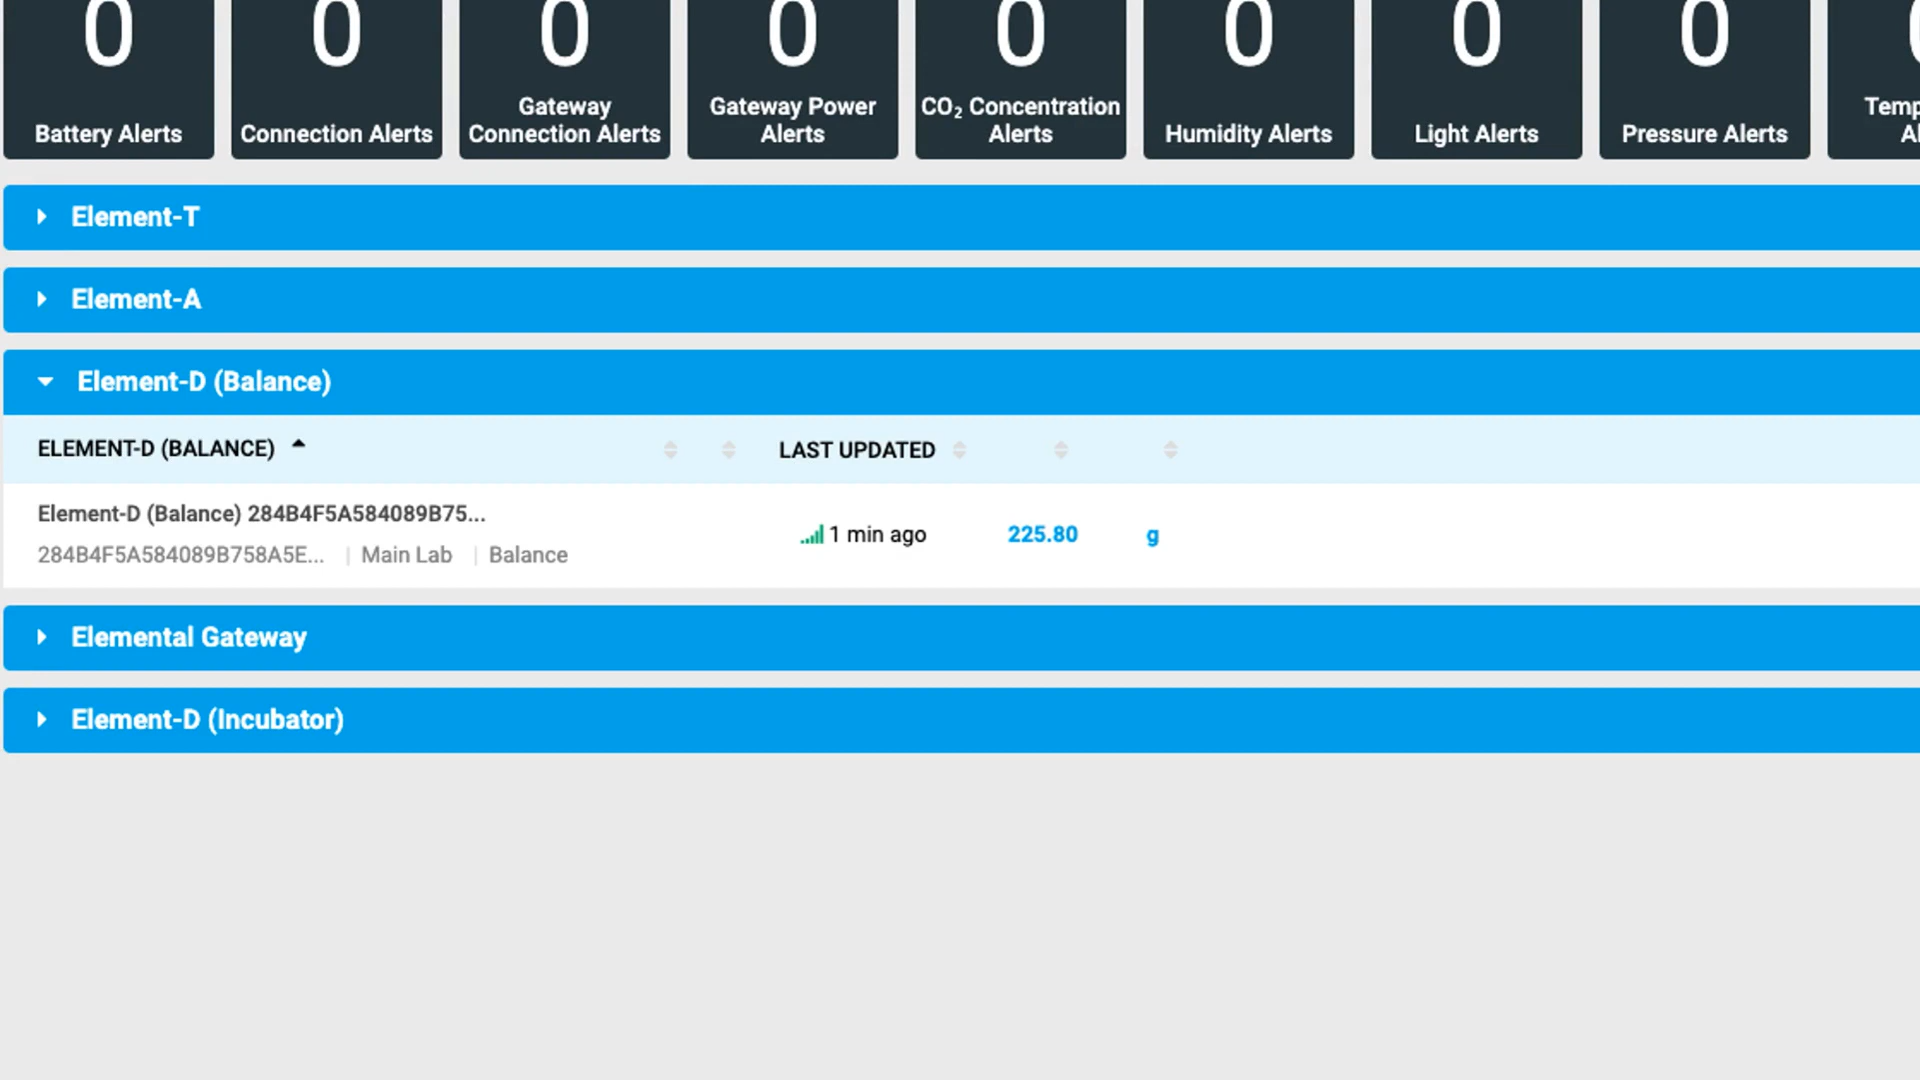 0 0 0 0 0 0 0 0
Battery Alerts
Connection Alerts
Gateway
Connection Alerts
Gateway Power
Alerts
CO₂ Concentration
Alerts
Humidity Alerts
Light Alerts
Pressure Alerts
Element-T
Element-A
Element-D (Balance)
ELEMENT-D (BALANCE) LAST UPDATED
Element-D (Balance) 284B4F5A584089B75...
1 min ago 225.80 g
284B4F5A584089B758A5E... | Main Lab | Balance
Elemental Gateway
Element-D (Incubator)